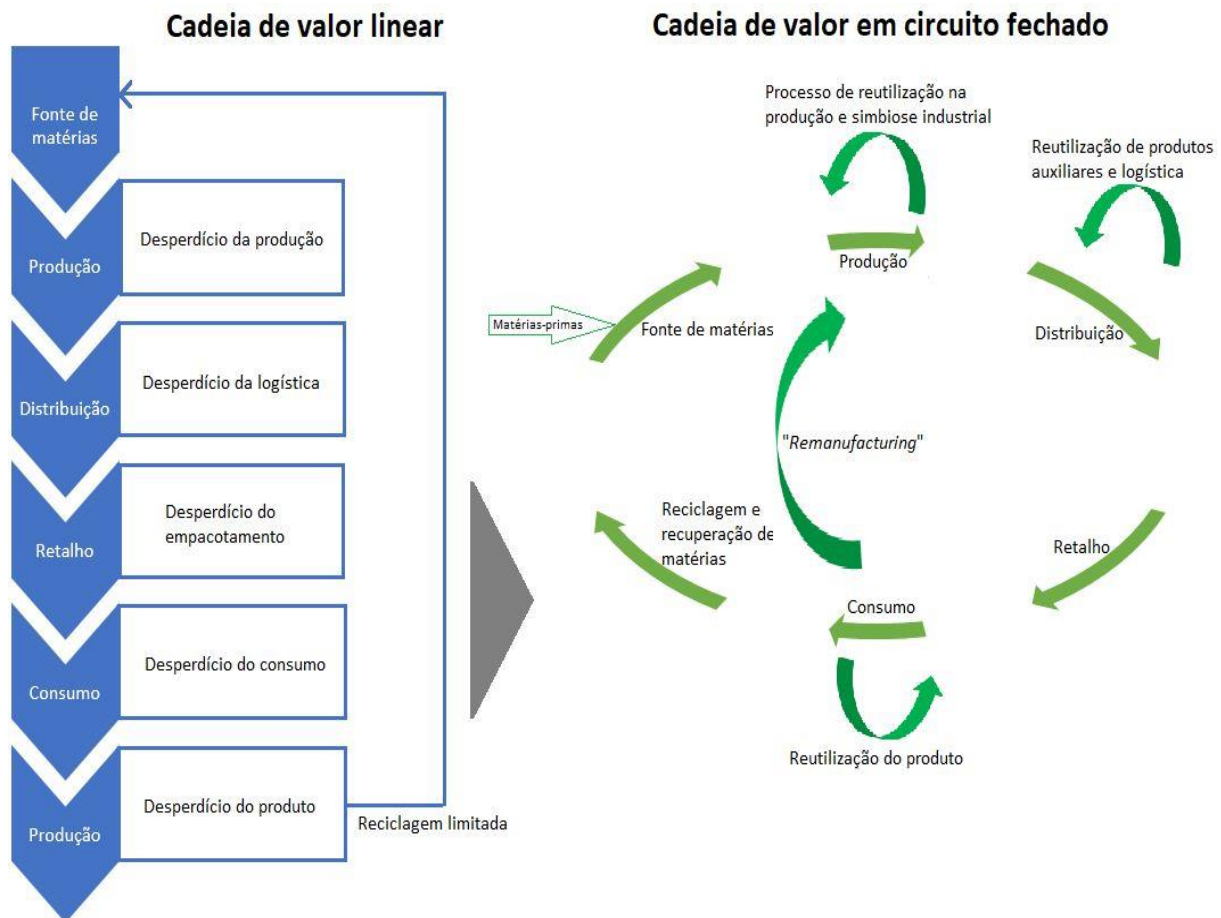 Cadeia de valor linear
Fonte de
matérias
Produção
Desperdício da produção
Distribuição
Desperdício da logística
Retalho
Desperdício do
empacotamento
Consumo
Desperdício do consumo
Produção
Desperdício do produto
Reciclagem limitada
Cadeia de valor em circuito fechado
Processo de reutilização na
produção e simbiose industrial
Reutilização de produtos
auxiliares e logística
Produção
Matérias-primas
Fonte de matérias
Distribuição
"Remanufacturing"
Reciclagem e
recuperação de
matérias
Retalho
Consumo
Reutilização do produto